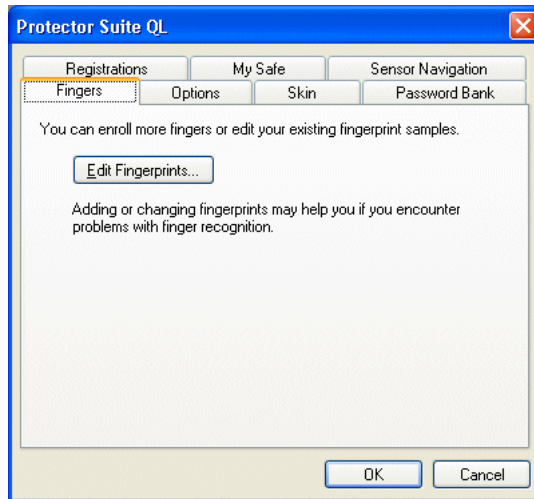 Protector Suite QL
Registrations My Safe Sensor Navigation
Fingers Options Skin Password Bank
You can enroll more fingers or edit your existing fingerprint samples.
Edit Fingerprints...
Adding or changing fingerprints may help you if you encounter
problems with finger recognition.
OK Cancel